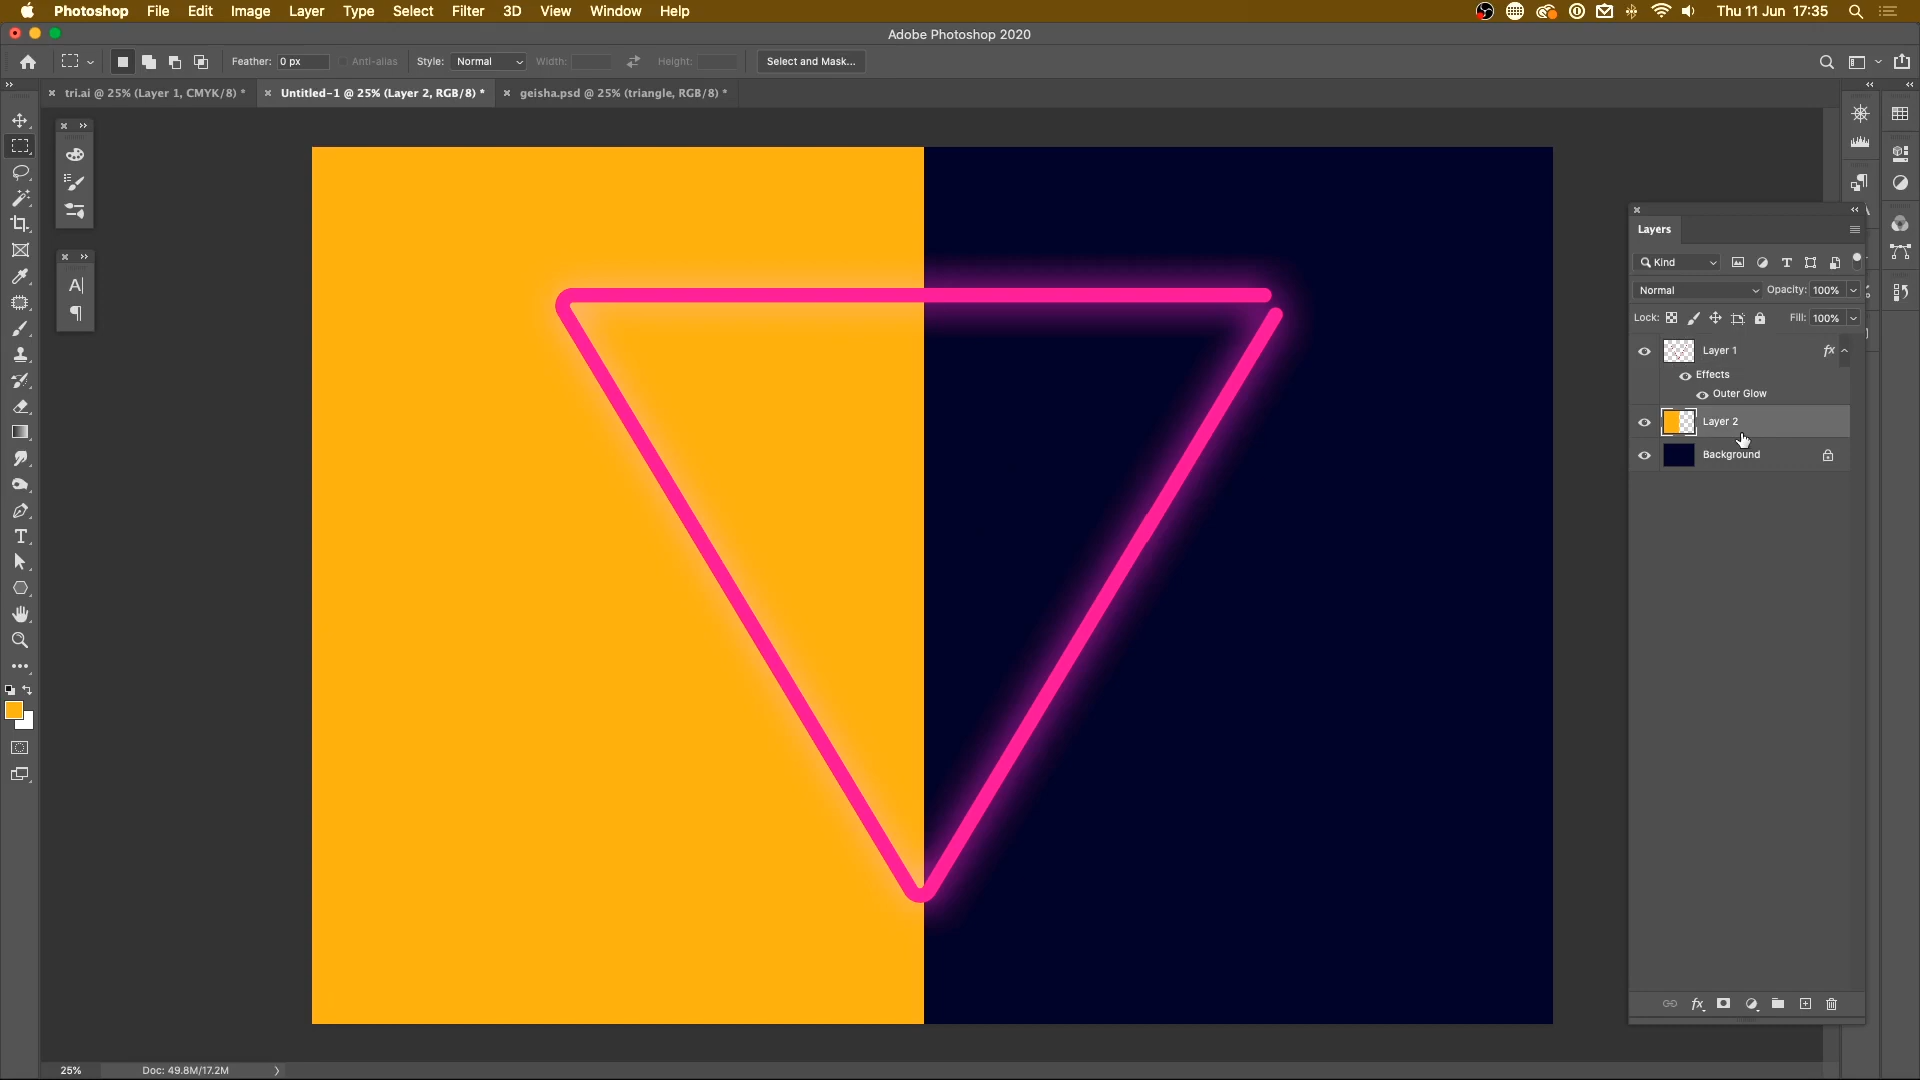 Photoshop File Edit Image Layer Type Select Filter 3D View Window Help Thu 11 Jun 17:35
Adobe Photoshop 2020
Feather: 0 px Anti-alias Style: Normal Width: Height: Select and Mask...
tri.ai @ 25% (Layer 1, CMYK/8) * Untitled-1 @ 25% (Layer 2, RGB/8) * geisha.psd @ 25% (triangle, RGB/8) *
Layers
Kind
Normal Opacity: 100%
Lock: Fill: 100%
Layer 1 fx
Effects
Outer Glow
Layer 2
Background
fx
25% Doc: 49.8M/17.2M